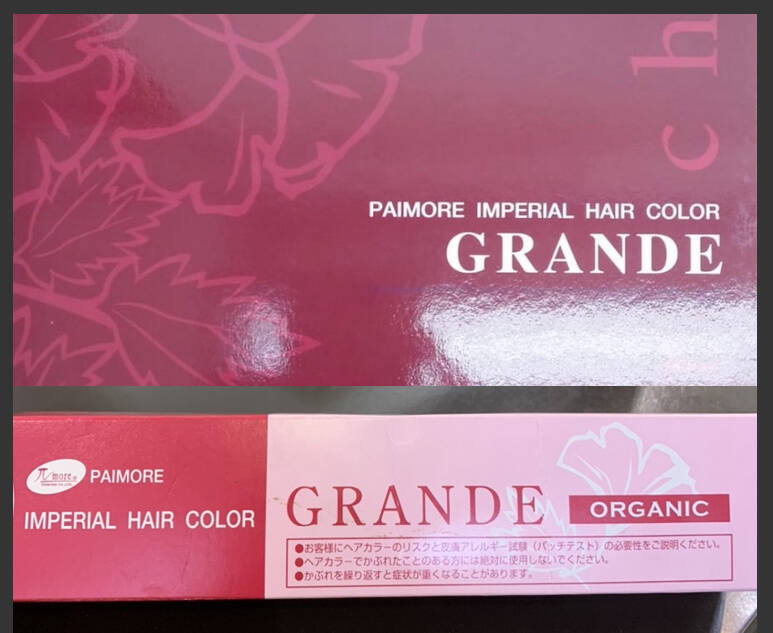 ch
PAIMORE IMPERIAL HAIR COLOR
GRANDE
π more
PAIMORE
IMPERIAL HAIR COLOR
GRANDE
ORGANIC
●お客様にヘアカラーのリスクと皮膚アレルギー試験（パッチテスト）の必要性をご説明ください。
●ヘアカラーでかぶれたことのある方には絶対に使用しないでください。
●かぶれを繰り返すと症状が重くなることがあります。